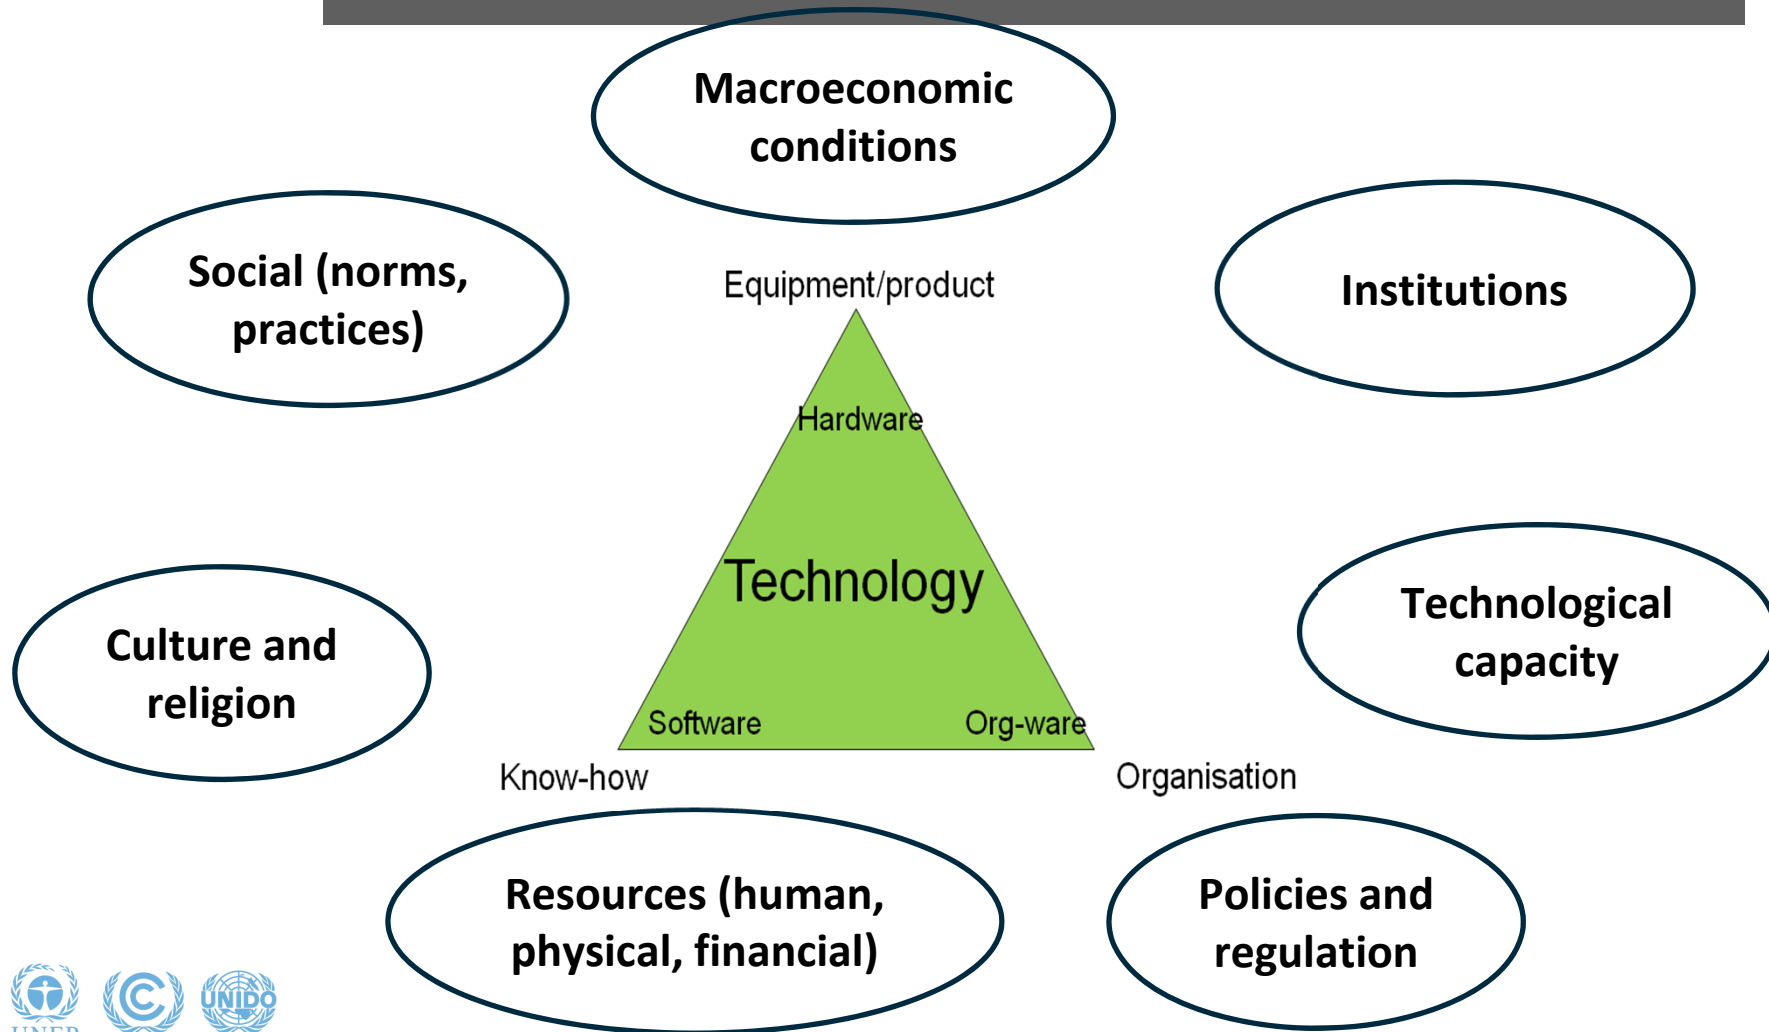 Macroeconomic
conditions
Social (norms,
practices)
Institutions
Equipment/product
Hardware
Technology
Technological
capacity
Culture and
religion
Software
Org-ware
Know-how
Organisation
Resources (human,
physical, financial)
Policies and
regulation
UNIDO
UNEP